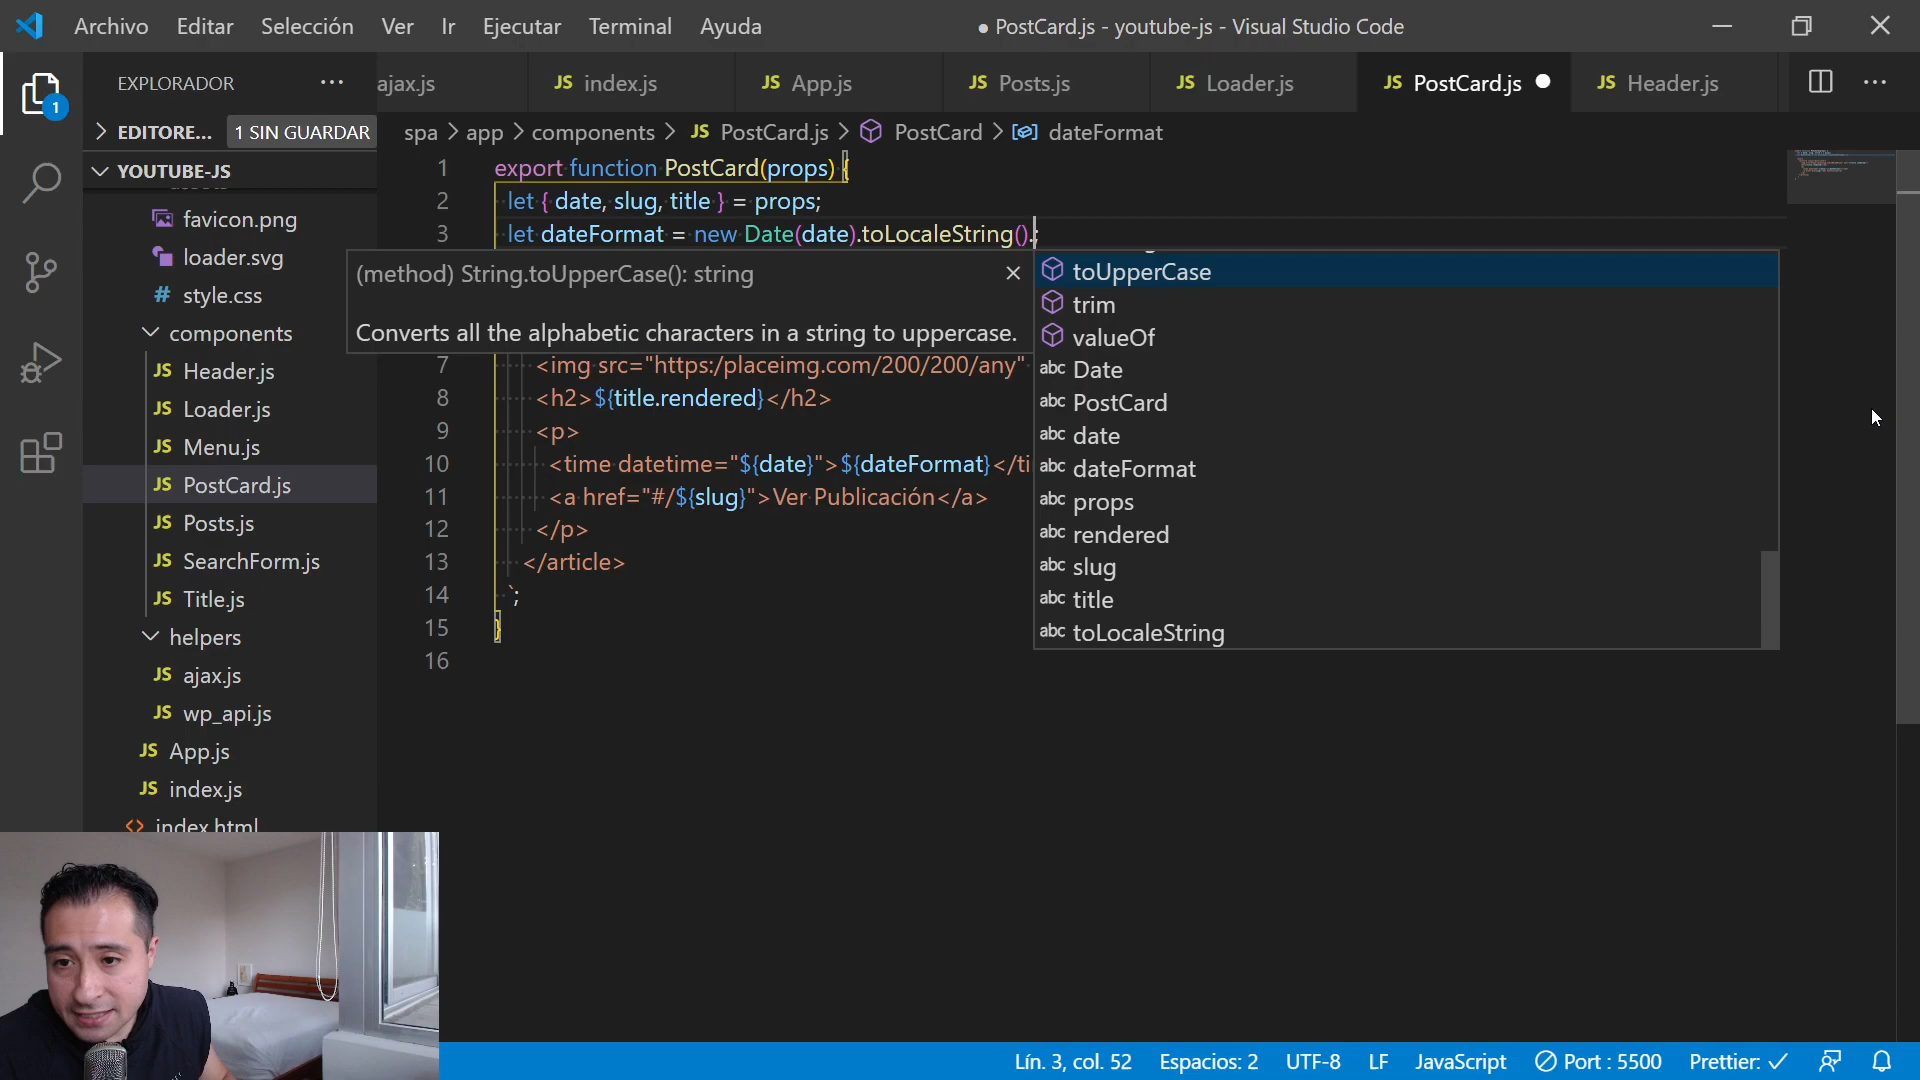 Archivo Editar Selección Ver Ir Ejecutar Terminal Ayuda ● PostCard.js - youtube-js - Visual Studio Code
EXPLORADOR ajax.js JS index.js JS App.js JS Posts.js JS Loader.js JS PostCard.js JS Header.js
EDITORE... 1 SIN GUARDAR
spa > app > components > JS PostCard.js > PostCard > dateFormat
YOUTUBE-JS
favicon.png
loader.svg
# style.css
components
JS Header.js
JS Loader.js
JS Menu.js
JS PostCard.js
JS Posts.js
JS SearchForm.js
JS Title.js
helpers
JS ajax.js
JS wp_api.js
JS App.js
JS index.js
<> index.html
1 export function PostCard(props) {
2 let { date, slug, title } = props;
3 let dateFormat = new Date(date).toLocaleString().;
(method) String.toUpperCase(): string
Converts all the alphabetic characters in a string to uppercase.
toUpperCase
trim
valueOf
abc Date
abc PostCard
abc date
abc dateFormat
abc props
abc rendered
abc slug
abc title
abc toLocaleString
7 <img src="https:/placeimg.com/200/200/any"
8 <h2>${title.rendered}</h2>
9 <p>
10 <time datetime="${date}">${dateFormat}</ti
11 <a href="#/${slug}">Ver Publicación</a>
12 </p>
13 </article>
14 `;
15 }
16
1
Lín. 3, col. 52 Espacios: 2 UTF-8 LF JavaScript Port : 5500 Prettier: ✓